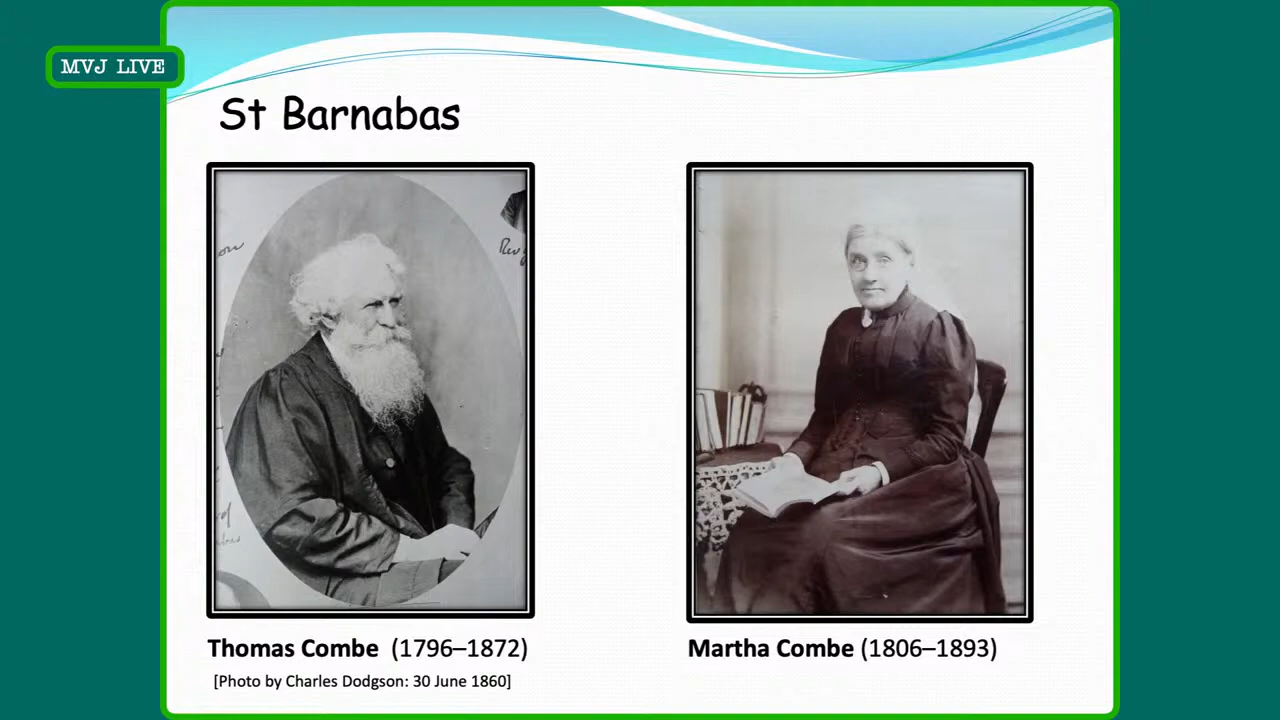 MVJ LIVE
St Barnabas
Rev
Thomas Combe (1796–1872)
[Photo by Charles Dodgson: 30 June 1860]
Martha Combe (1806–1893)